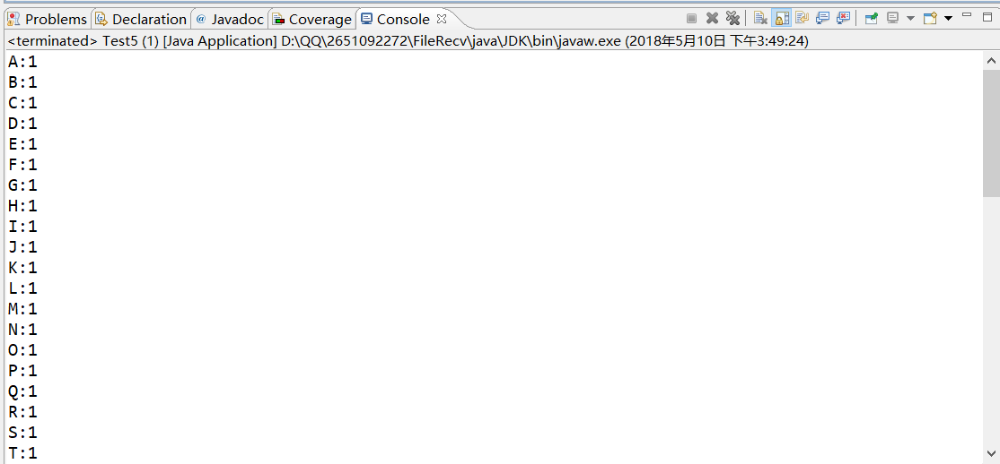 Problems Declaration @ Javadoc Coverage Console
<terminated> Test5 (1) [Java Application] D:\QQ\2651092272\FileRecv\java\JDK\bin\javaw.exe (2018年5月10日 下午3:49:24)
A:1
B:1
C:1
D:1
E:1
F:1
G:1
H:1
I:1
J:1
K:1
L:1
M:1
N:1
O:1
P:1
Q:1
R:1
S:1
T:1